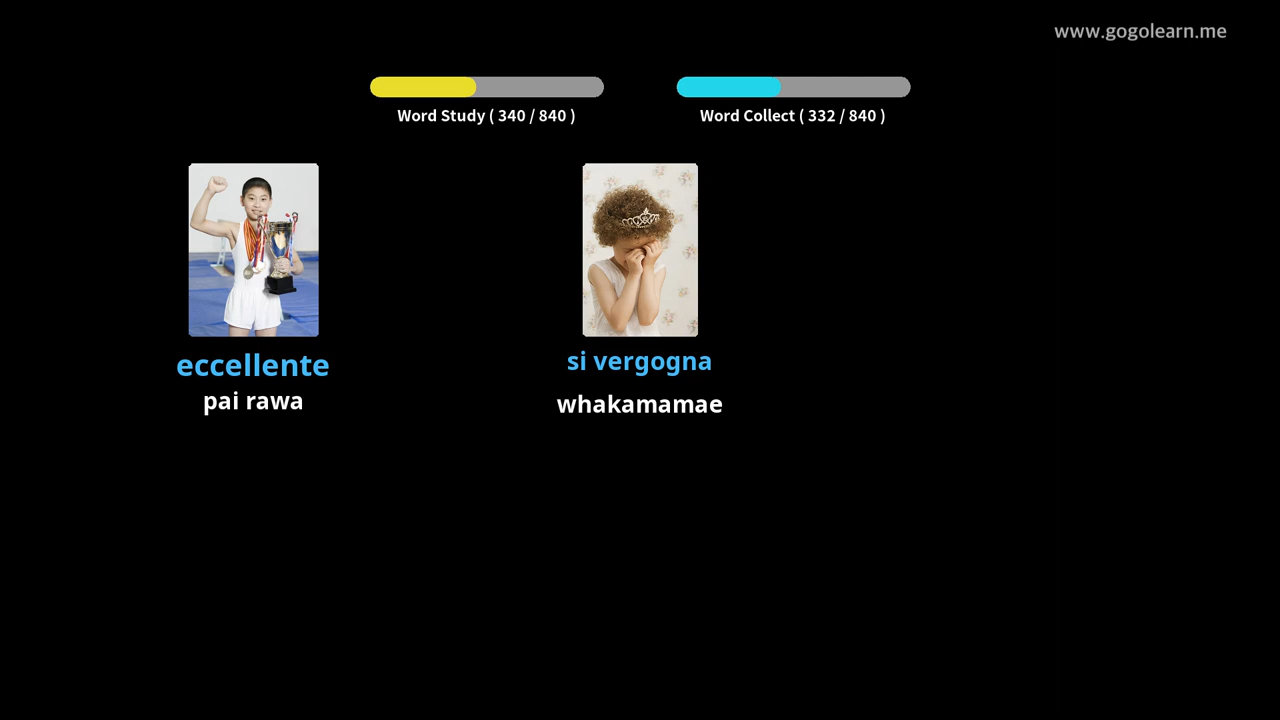 www.gogolearn.me
Word Study ( 340 / 840 )
Word Collect ( 332 / 840 )
eccellente
pai rawa
si vergogna
whakamamae